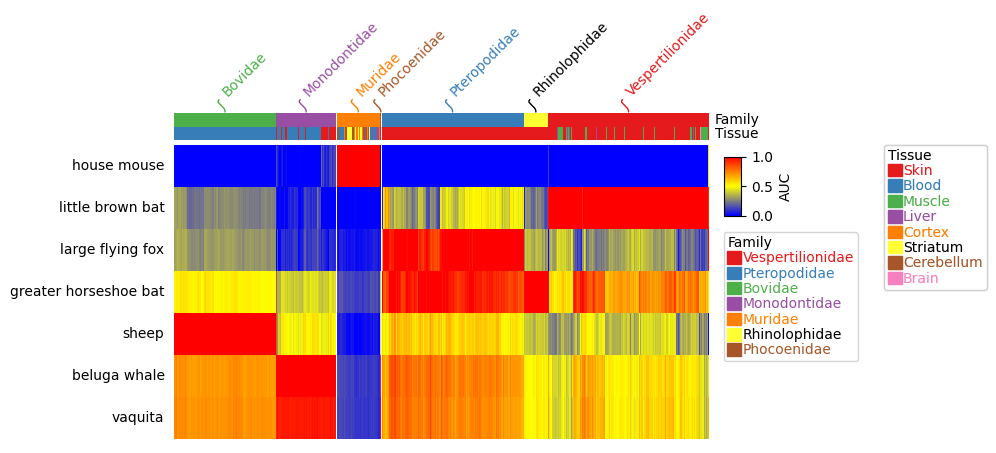 ∫ Bovidae
∫ Monodontidae
∫ Muridae
∫ Phocoenidae
∫ Pteropodidae
∫ Rhinolophidae
∫ Vespertilionidae
Family
Tissue
house mouse
little brown bat
large flying fox
greater horseshoe bat
sheep
beluga whale
vaquita
1.0
0.5
0.0
AUC
Family
Vespertilionidae
Pteropodidae
Bovidae
Monodontidae
Muridae
Rhinolophidae
Phocoenidae
Tissue
Skin
Blood
Muscle
Liver
Cortex
Striatum
Cerebellum
Brain